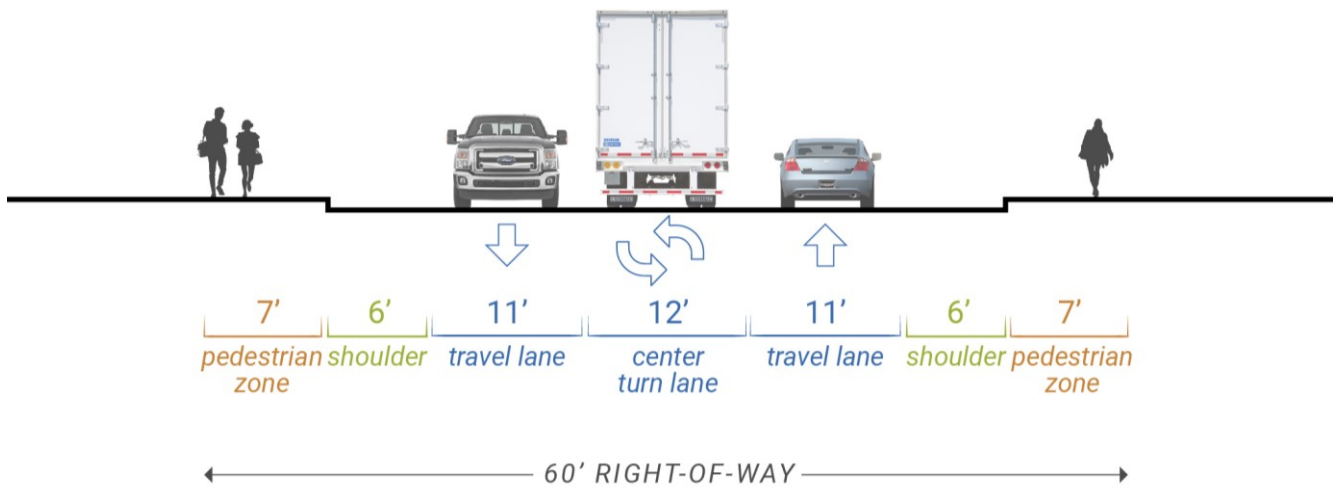 7’ 6’ 11’ 12’ 11’ 6’ 7’
pedestrian shoulder travel lane center travel lane shoulder pedestrian
zone turn lane zone
60’ RIGHT-OF-WAY